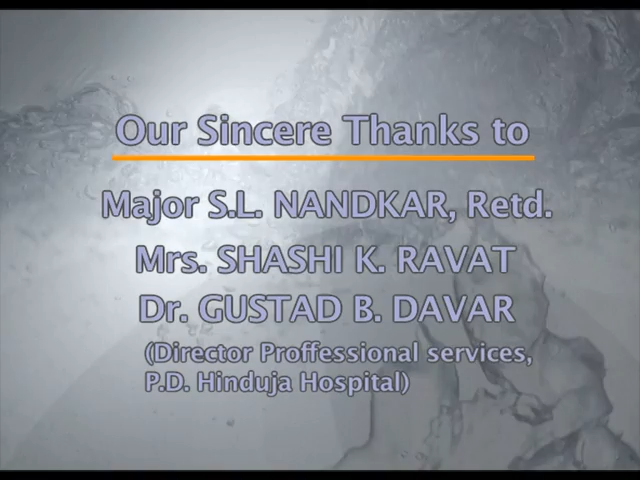 Our Sincere Thanks to
Major S.L. NANDKAR, Retd.
Mrs. SHASHI K. RAVAT
Dr. GUSTAD B. DAVAR
(Director Proffessional services,
P.D. Hinduja Hospital)